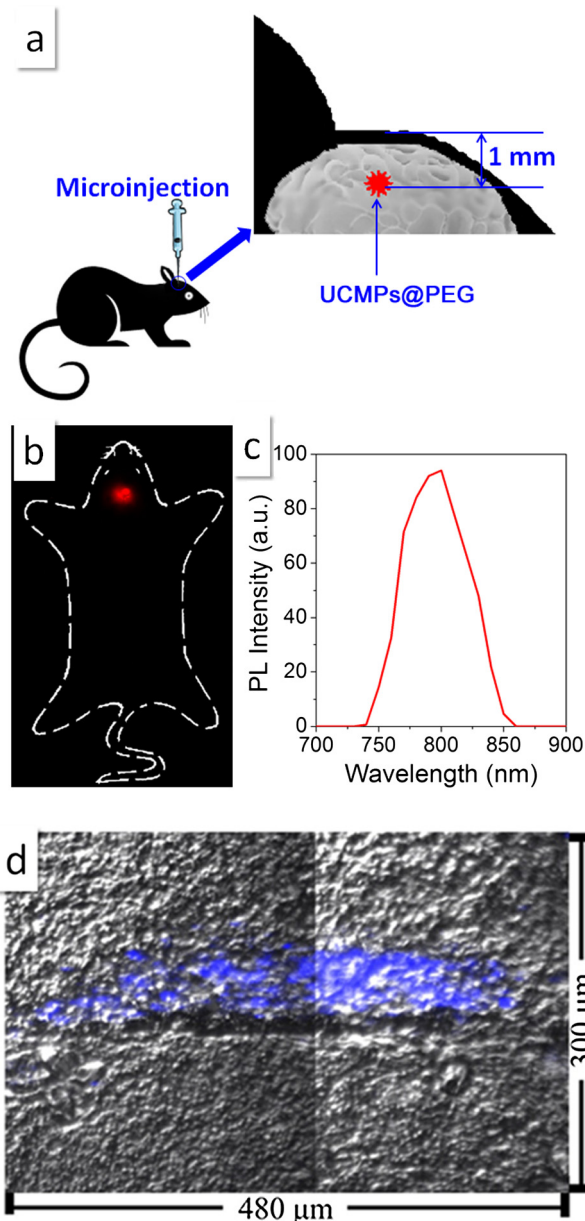 a
1 mm
Microinjection
UCMPs@PEG
b
c
100
80
60
40
20
0
PL Intensity (a.u.)
700 750 800 850 900
Wavelength (nm)
d
300 μm
480 μm